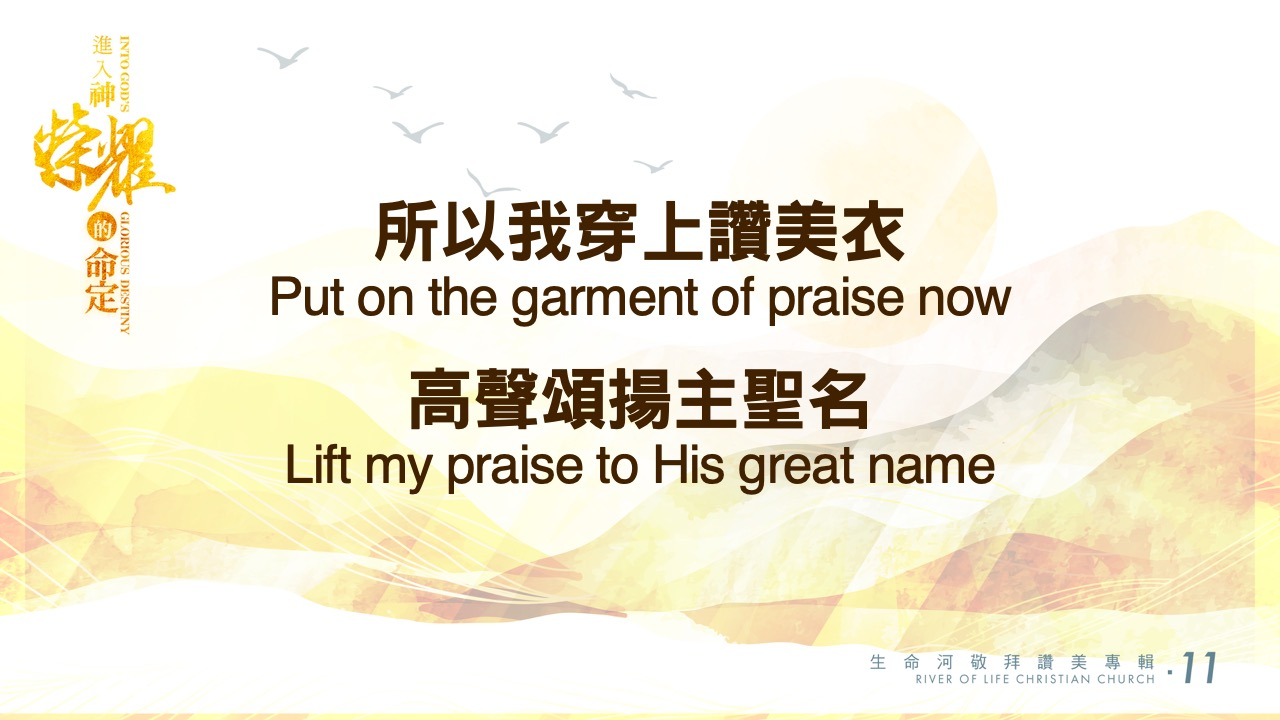 進入神
榮耀
的
命定
INTO GOD'S
GLORIOUS DESTINY
所以我穿上讚美衣
Put on the garment of praise now
高聲頌揚主聖名
Lift my praise to His great name
生命河敬拜讚美專輯
RIVER OF LIFE CHRISTIAN CHURCH
·11